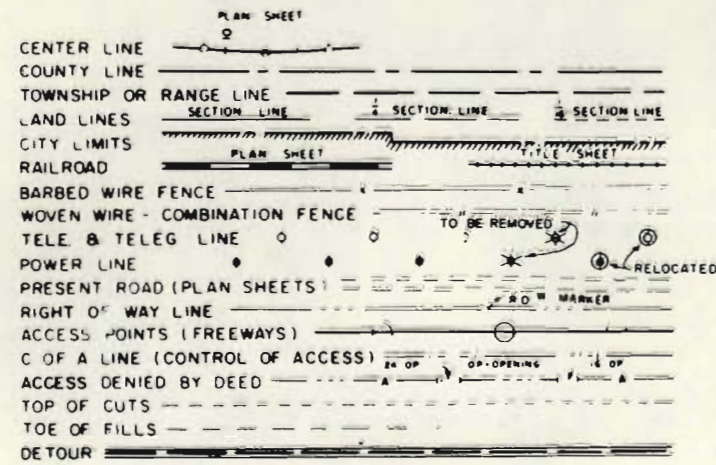 PLAN SHEET
CENTER LINE
COUNTY LINE
TOWNSHIP OR RANGE LINE
LAND LINES SECTION LINE 1/4 SECTION LINE SECTION LINE
CITY LIMITS
RAILROAD PLAN SHEET TITLE SHEET
BARBED WIRE FENCE
WOVEN WIRE - COMBINATION FENCE
TELE. & TELEG LINE TO BE REMOVED
POWER LINE RELOCATED
PRESENT ROAD (PLAN SHEETS)
RIGHT OF WAY LINE MARKER
ACCESS POINTS (FREEWAYS)
C OF A LINE (CONTROL OF ACCESS)
24 OP OP-OPENING 16 OP
ACCESS DENIED BY DEED A A
TOP OF CUTS
TOE OF FILLS
DETOUR